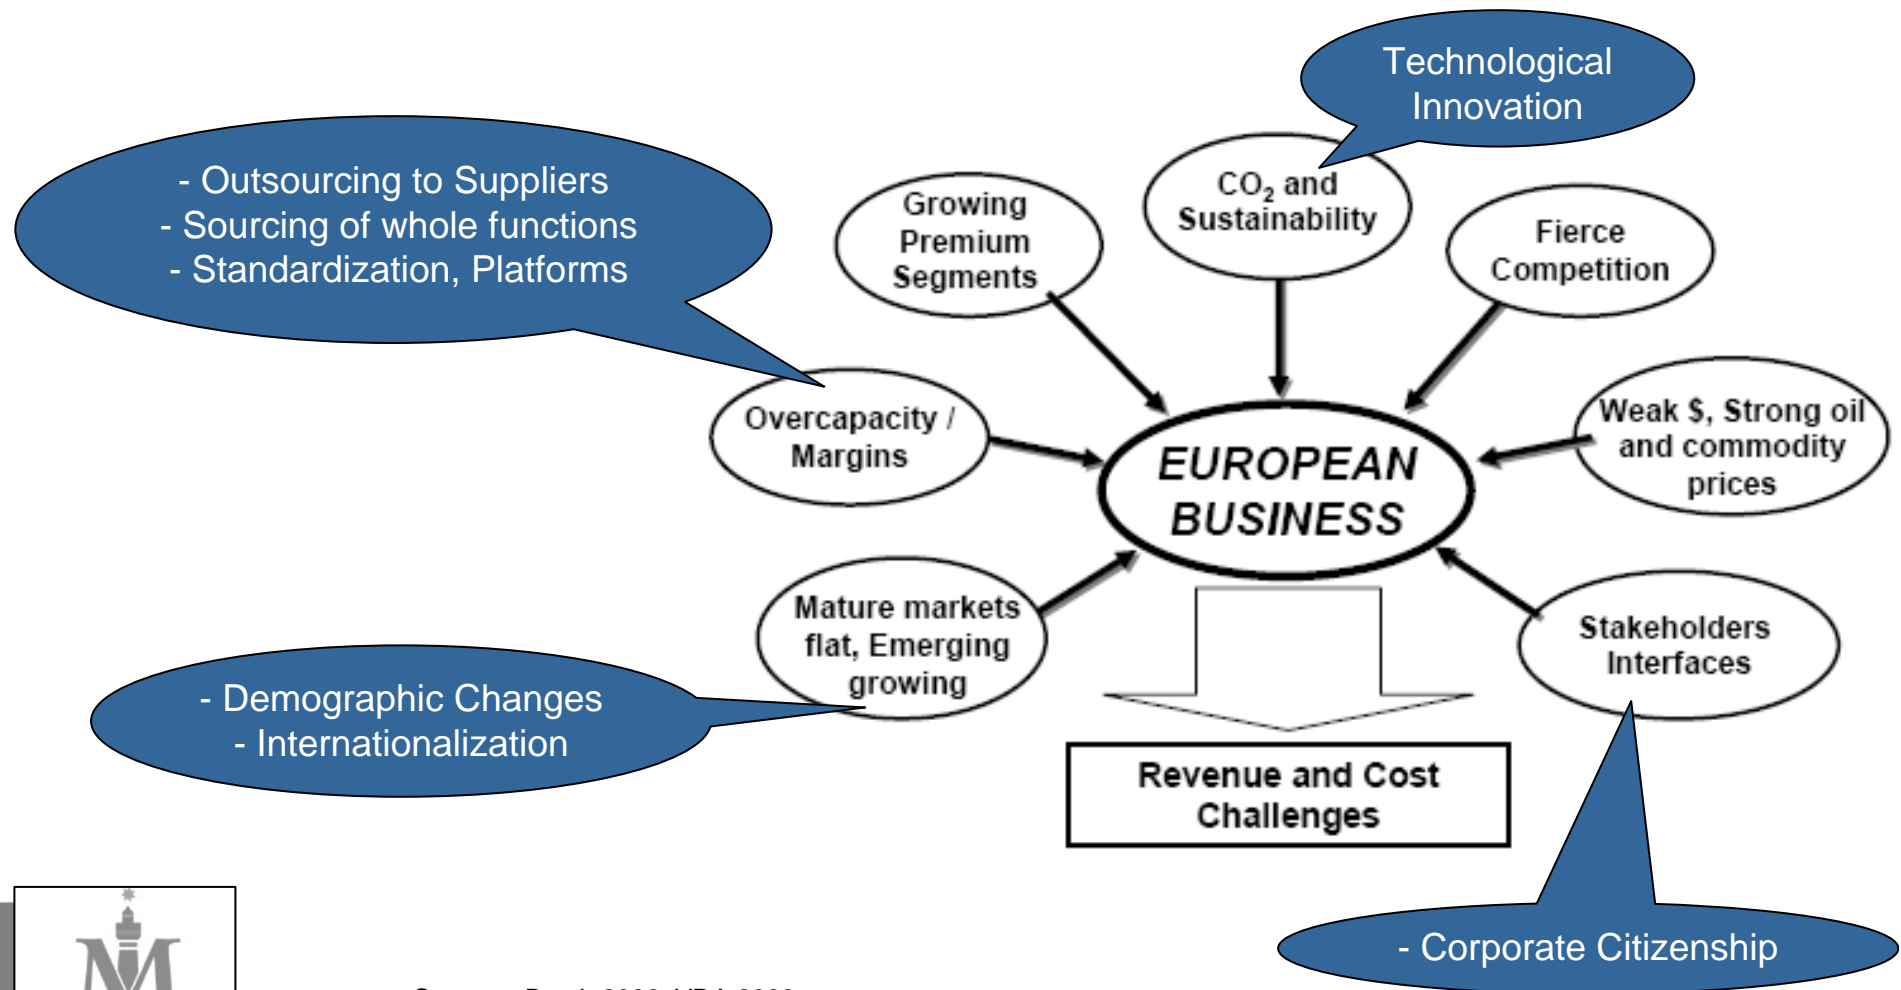 Technological
Innovation
- Outsourcing to Suppliers
- Sourcing of whole functions
- Standardization, Platforms
Growing
Premium
Segments
CO₂ and
Sustainability
Fierce
Competition
Overcapacity /
Margins
EUROPEAN
BUSINESS
Weak $, Strong oil
and commodity
prices
Mature markets
flat, Emerging
growing
Stakeholders
Interfaces
- Demographic Changes
- Internationalization
Revenue and Cost
Challenges
- Corporate Citizenship
M